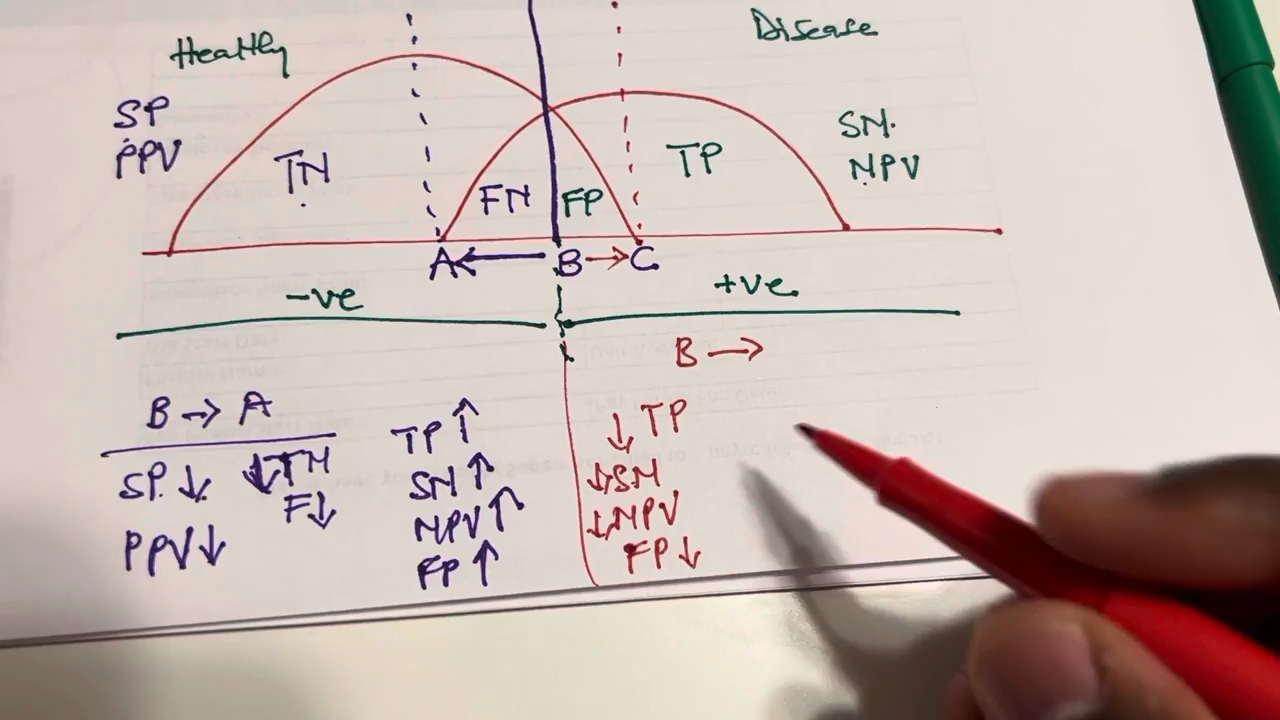 Healthy
Disease
SP
PPV
TN
FN
FP
TP
SN
NPV
A
B
C
-ve
+ve
B → A
SP ↓
↓TN
F↓
PPV↓
TP ↑
SN ↑
NPV ↑
FP ↑
B →
↓ TP
↓SN
↓NPV
FP ↓